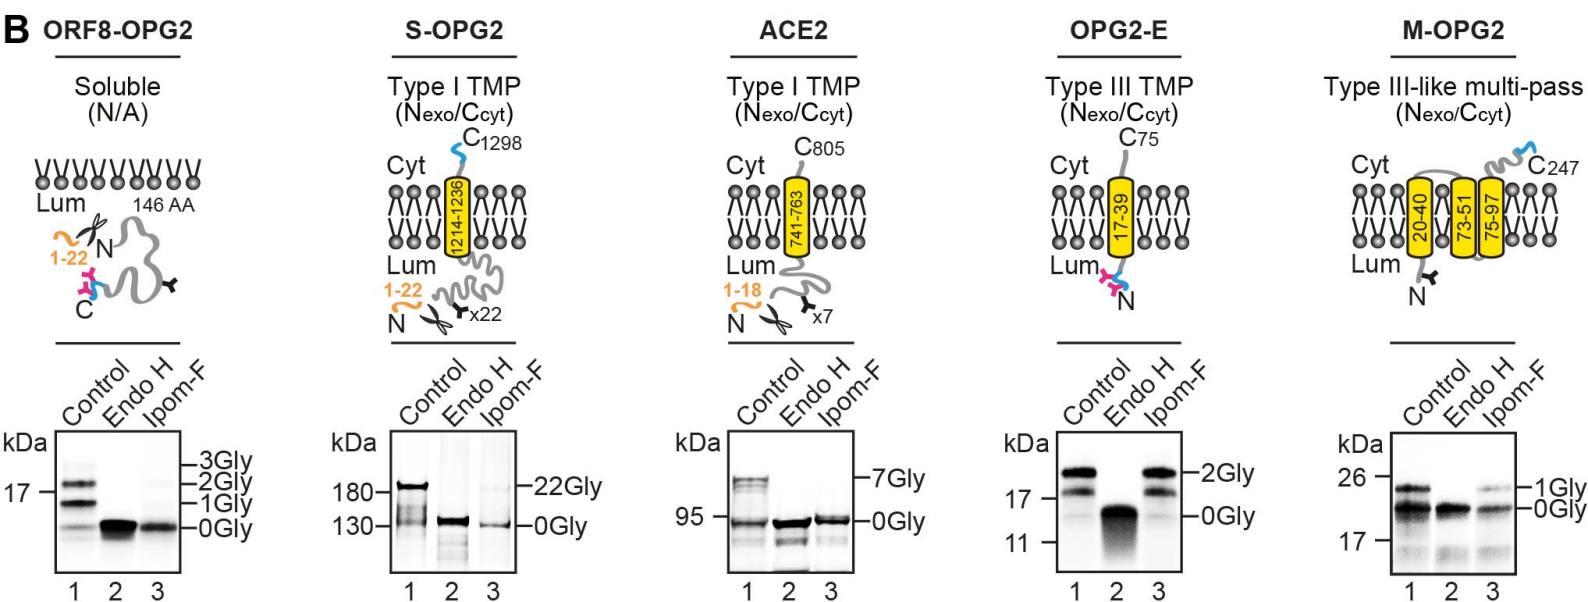 B ORF8-OPG2 S-OPG2 ACE2 OPG2-E M-OPG2
Soluble Type I TMP Type I TMP Type III TMP Type III-like multi-pass
(N/A) (Nexo/Ccyt) (Nexo/Ccyt) (Nexo/Ccyt) (Nexo/Ccyt)
Lum 146 AA
1-22 N
C
C1298
Cyt
1214-1236
Lum
1-22
N x22
C805
Cyt
741-763
Lum
1-18
N x7
C75
Cyt
17-39
Lum
N
Cyt C247
20-40 73-51 75-97
Lum
N
Control Endo H Ipom-F
kDa
3Gly
2Gly
17
1Gly
0Gly
1 2 3
Control Endo H Ipom-F
kDa
180 22Gly
130 0Gly
1 2 3
Control Endo H Ipom-F
kDa
7Gly
95 0Gly
1 2 3
Control Endo H Ipom-F
kDa
2Gly
17
0Gly
11
1 2 3
Control Endo H Ipom-F
kDa
26
1Gly
0Gly
17
1 2 3